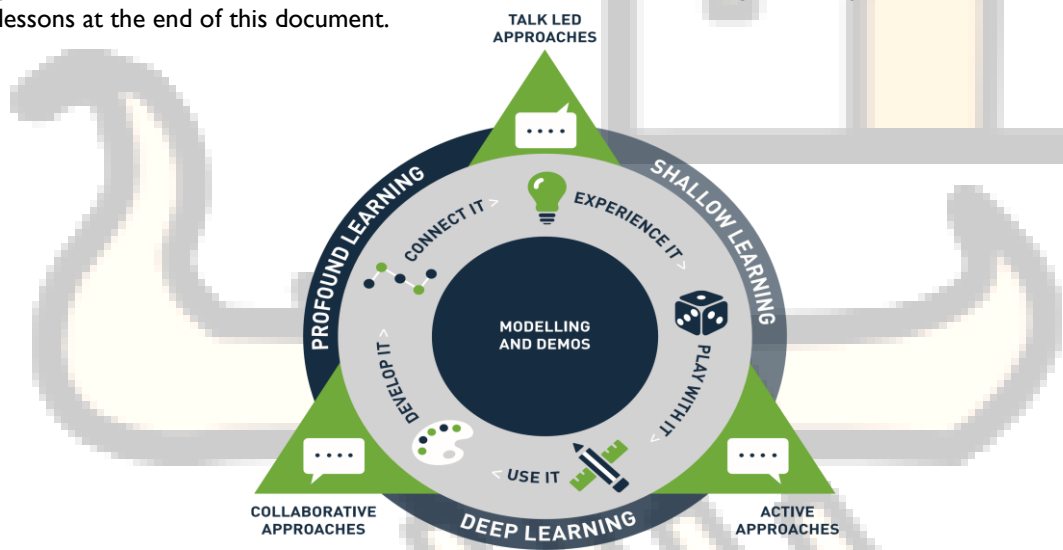 lessons at the end of this document.
TALK LED
APPROACHES
PROFOUND LEARNING
SHALLOW LEARNING
CONNECT IT >
EXPERIENCE IT >
MODELLING
AND DEMOS
DEVELOP IT >
PLAY WITH IT >
< USE IT
COLLABORATIVE
APPROACHES
DEEP LEARNING
ACTIVE
APPROACHES